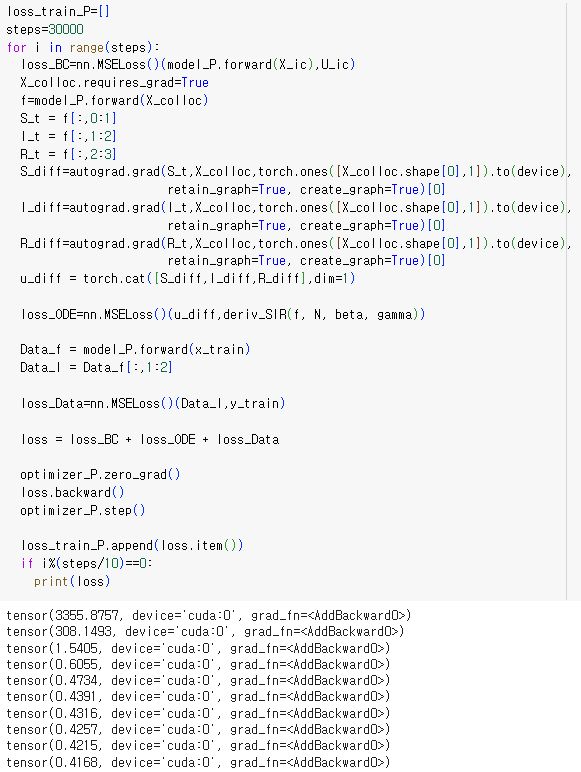 loss_train_P=[]
steps=30000
for i in range(steps):
  loss_BC=nn.MSELoss()(model_P.forward(X_ic),U_ic)
  X_colloc.requires_grad=True
  f=model_P.forward(X_colloc)
  S_t = f[:,0:1]
  I_t = f[:,1:2]
  R_t = f[:,2:3]
  S_diff=autograd.grad(S_t,X_colloc,torch.ones([X_colloc.shape[0],1]).to(device),
                       retain_graph=True, create_graph=True)[0]
  I_diff=autograd.grad(I_t,X_colloc,torch.ones([X_colloc.shape[0],1]).to(device),
                       retain_graph=True, create_graph=True)[0]
  R_diff=autograd.grad(R_t,X_colloc,torch.ones([X_colloc.shape[0],1]).to(device),
                       retain_graph=True, create_graph=True)[0]
  u_diff = torch.cat([S_diff,I_diff,R_diff],dim=1)
  loss_ODE=nn.MSELoss()(u_diff,deriv_SIR(f, N, beta, gamma))
  Data_f = model_P.forward(x_train)
  Data_I = Data_f[:,1:2]
  loss_Data=nn.MSELoss()(Data_I,y_train)
  loss = loss_BC + loss_ODE + loss_Data
  optimizer_P.zero_grad()
  loss.backward()
  optimizer_P.step()
  loss_train_P.append(loss.item())
  if i%(steps/10)==0:
    print(loss)
tensor(3355.8757, device='cuda:0', grad_fn=<AddBackward0>)
tensor(308.1493, device='cuda:0', grad_fn=<AddBackward0>)
tensor(1.5405, device='cuda:0', grad_fn=<AddBackward0>)
tensor(0.6055, device='cuda:0', grad_fn=<AddBackward0>)
tensor(0.4734, device='cuda:0', grad_fn=<AddBackward0>)
tensor(0.4391, device='cuda:0', grad_fn=<AddBackward0>)
tensor(0.4316, device='cuda:0', grad_fn=<AddBackward0>)
tensor(0.4257, device='cuda:0', grad_fn=<AddBackward0>)
tensor(0.4215, device='cuda:0', grad_fn=<AddBackward0>)
tensor(0.4168, device='cuda:0', grad_fn=<AddBackward0>)